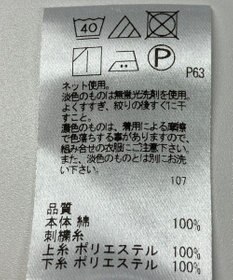 40
P
P63
ネット使用。
淡色のものは無蛍光洗剤を使用、
よくすすぎ、絞りの後すぐに干
すこと。
濃色のものは、着用による摩擦
で色落ちする事がありますので、
組み合せの衣服にご注意下さい。
また、淡色のものとは別にお洗
い下さい。
107
品質
本体 綿 100%
刺繍糸
上糸 ポリエステル 100%
下糸 ポリエステル 100%